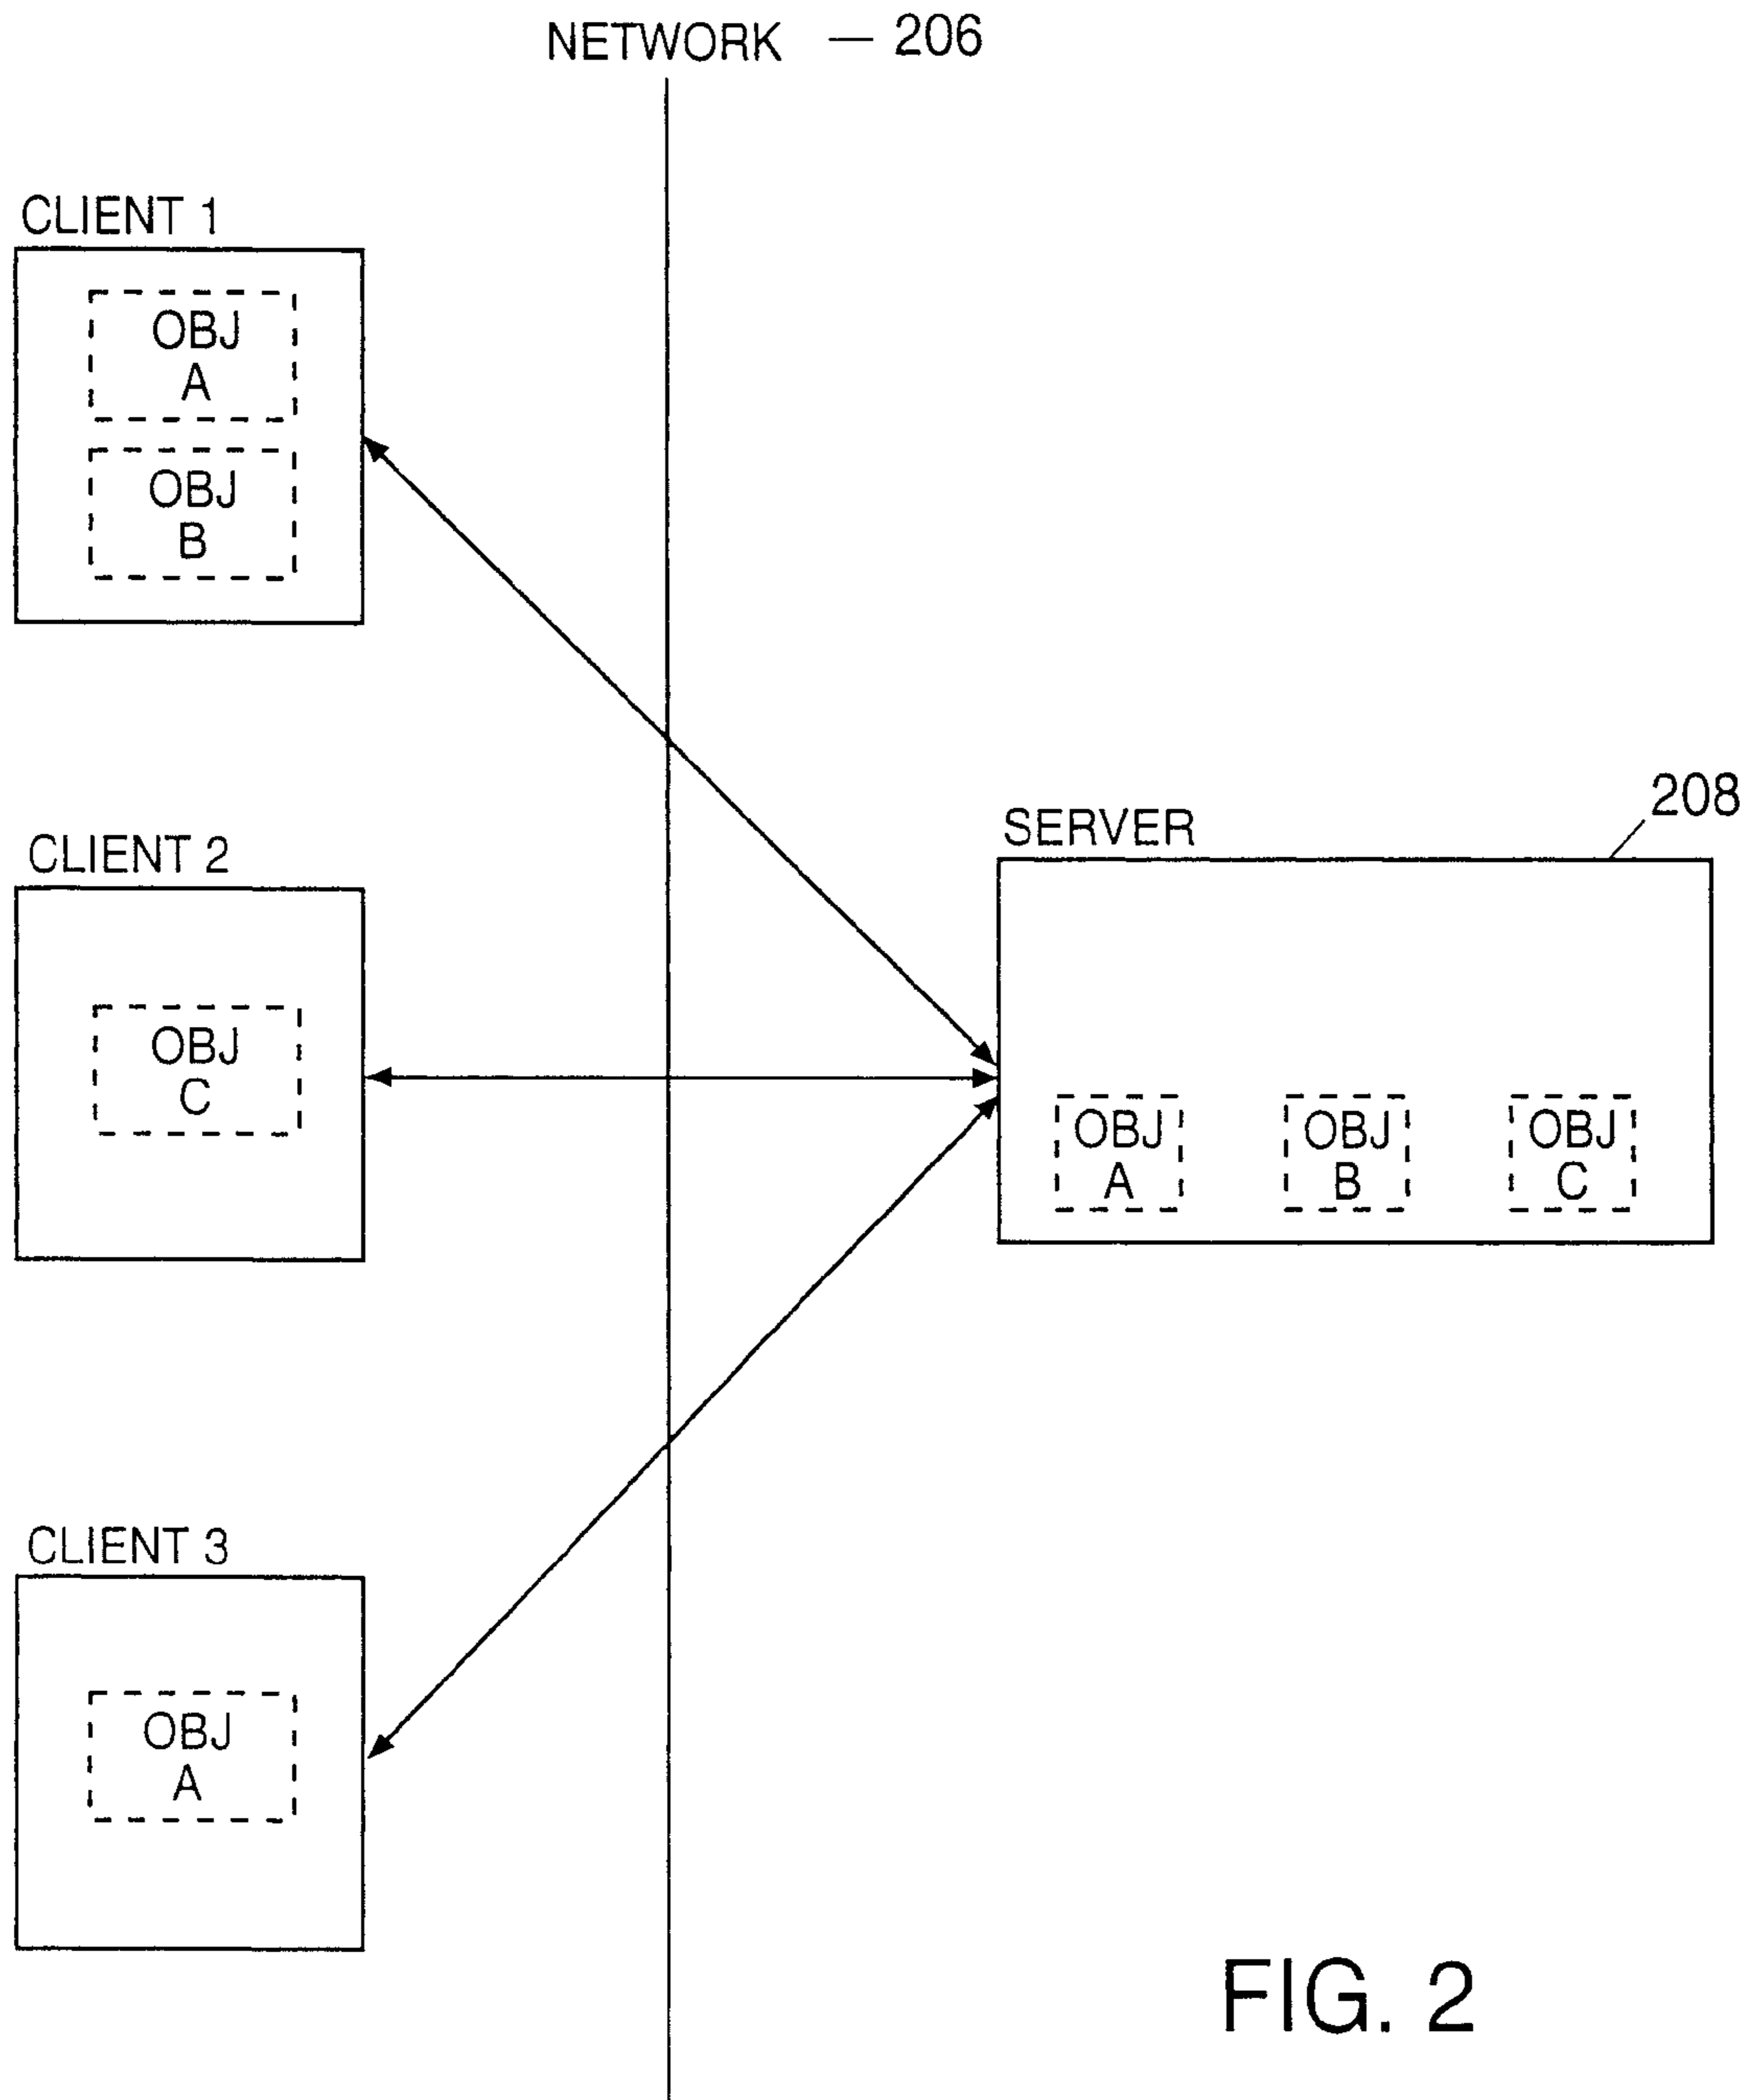 NETWORK — 206
CLIENT 1
OBJ
A
OBJ
B
CLIENT 2
OBJ
C
SERVER
208
OBJ
A
OBJ
B
OBJ
C
CLIENT 3
OBJ
A
FIG. 2